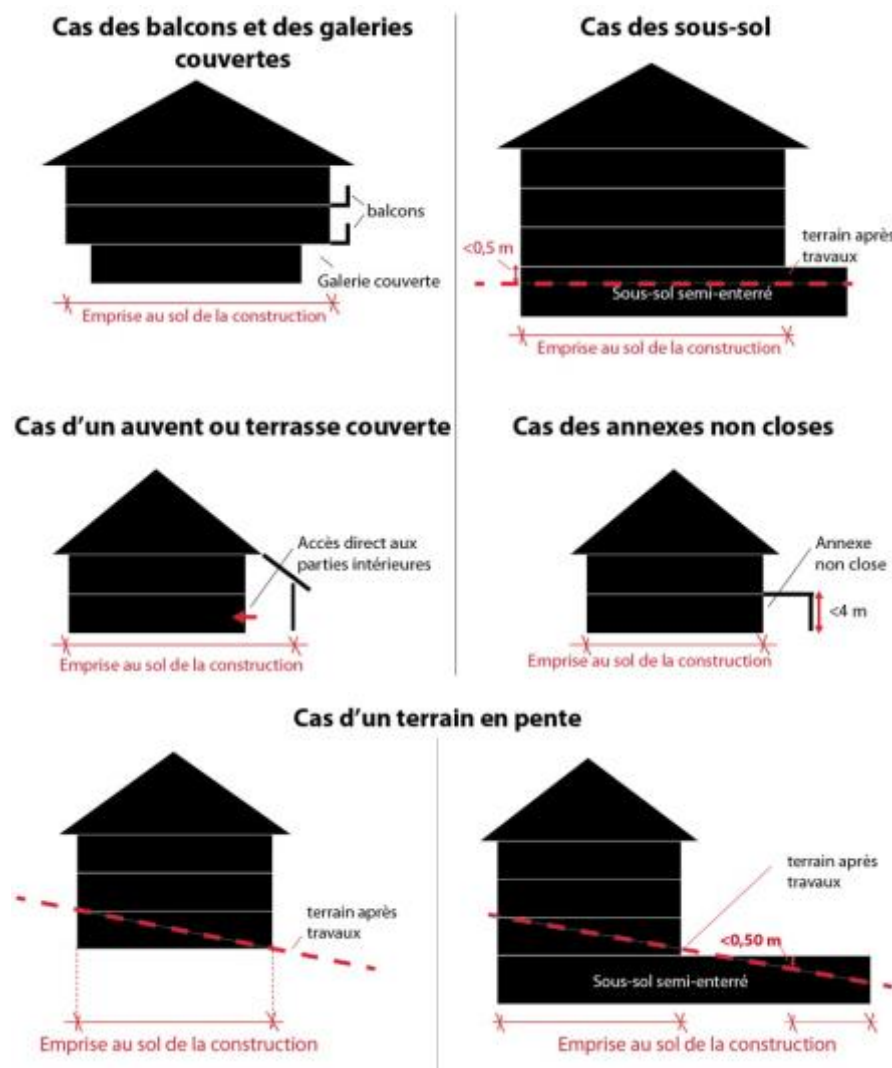 Cas des balcons et des galeries
couvertes
balcons
Galerie couverte
Emprise au sol de la construction
Cas des sous-sol
<0,5 m
terrain après
travaux
Sous-sol semi-enterré
Emprise au sol de la construction
Cas d'un auvent ou terrasse couverte
Accès direct aux
parties intérieures
Emprise au sol de la construction
Cas des annexes non closes
Annexe
non close
<4 m
Emprise au sol de la construction
Cas d'un terrain en pente
terrain après
travaux
Emprise au sol de la construction
terrain après
travaux
<0,50 m
Sous-sol semi-enterré
Emprise au sol de la construction